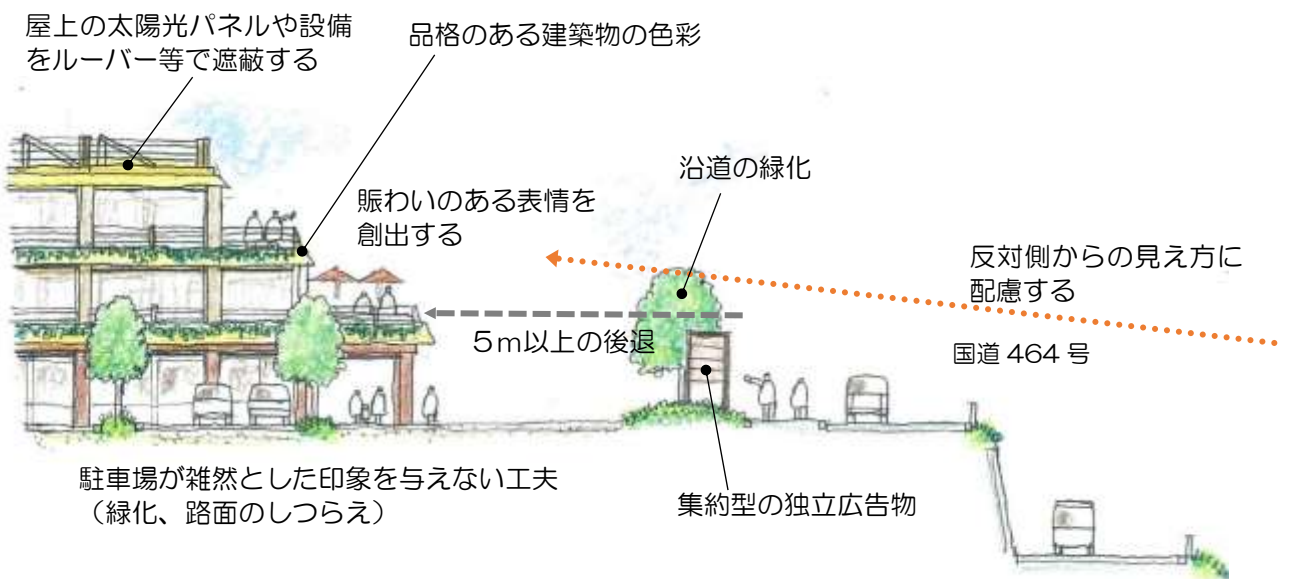 屋上の太陽光パネルや設備
をルーバー等で遮蔽する
品格のある建築物の色彩
沿道の緑化
賑わいのある表情を
創出する
反対側からの見え方に
配慮する
5m以上の後退
国道 464 号
駐車場が雑然とした印象を与えない工夫
（緑化、路面のしつらえ）
集約型の独立広告物